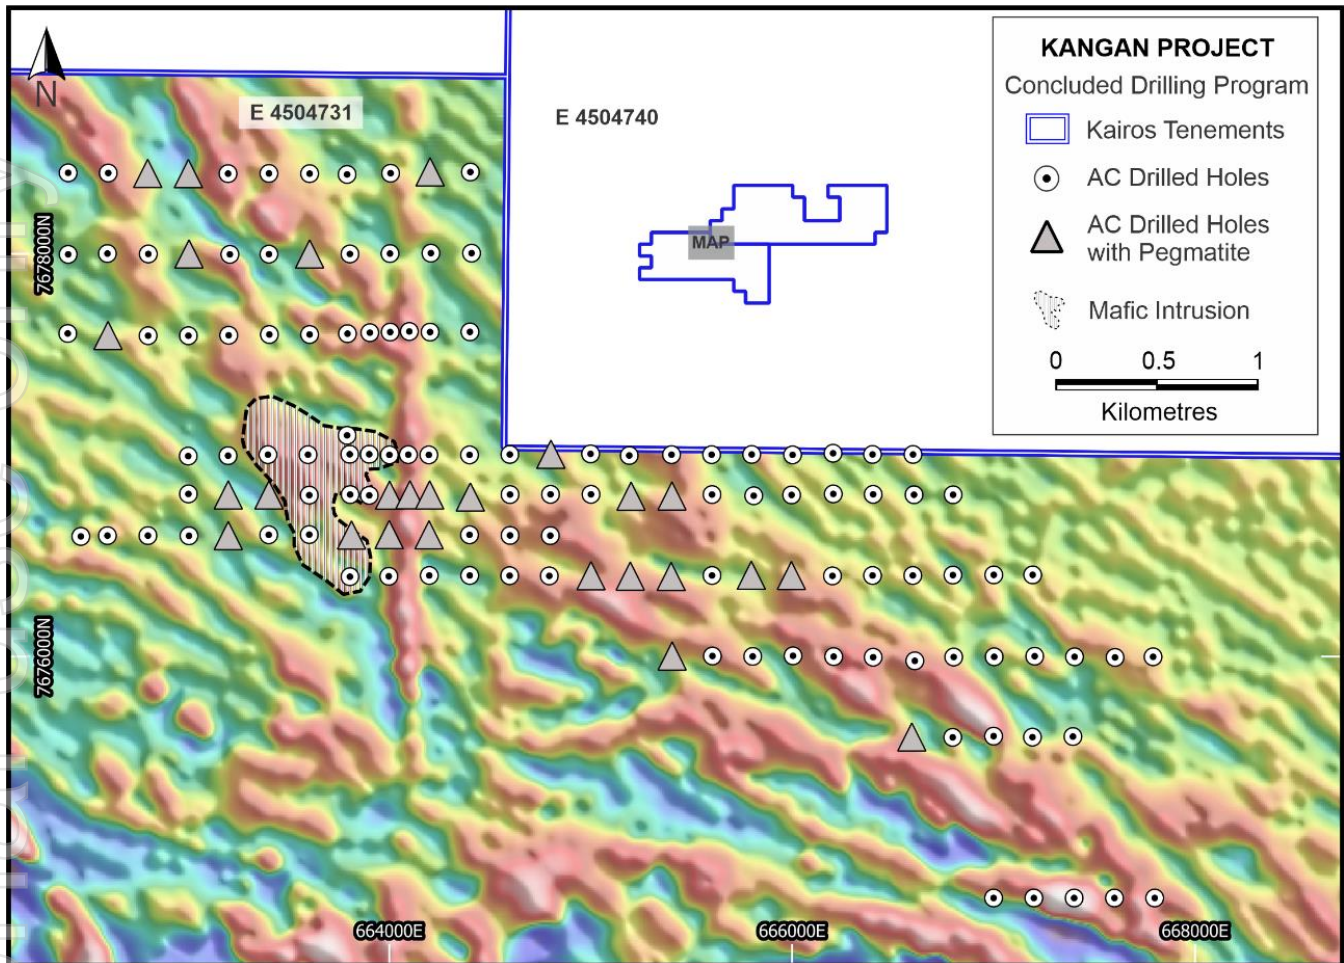 KANGAN PROJECT
Concluded Drilling Program
Kairos Tenements
AC Drilled Holes
AC Drilled Holes
with Pegmatite
Mafic Intrusion
0 0.5 1
Kilometres
N
E 4504731
E 4504740
MAP
7678000N
7676000N
664000E
666000E
668000E